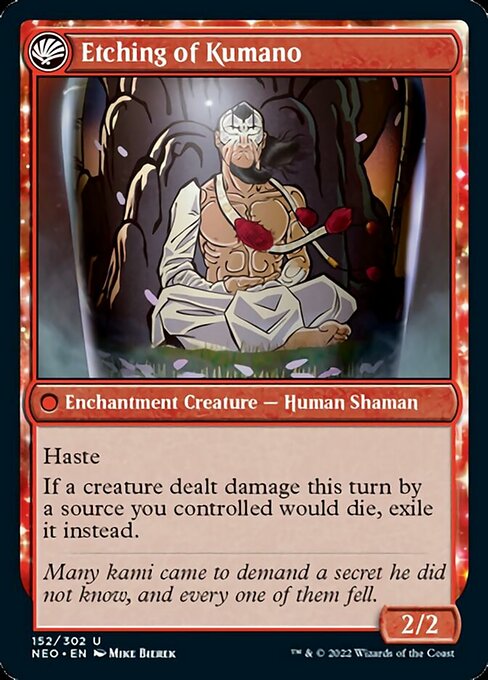 Etching of Kumano
Enchantment Creature — Human Shaman
Haste
If a creature dealt damage this turn by
a source you controlled would die, exile
it instead.
Many kami came to demand a secret he did
not know, and every one of them fell.
2/2
152/302 U
NEO • EN Mike Bierek
™ & © 2022 Wizards of the Coast